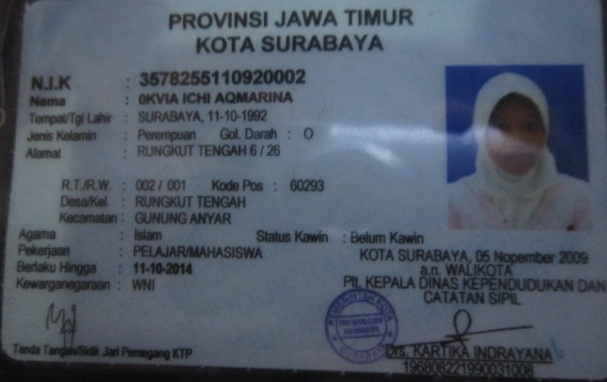 PROVINSI JAWA TIMUR
KOTA SURABAYA
N.I.K : 3578255110920002
Nama : 0KVIA ICHI AQMARINA
Tempat/Tgl Lahir : SURABAYA, 11-10-1992
Jenis Kelamin : Perempuan Gol. Darah : O
Alamat : RUNGKUT TENGAH 6 / 26
R.T./R.W. : 002 / 001 Kode Pos : 60293
Desa/Kel. : RUNGKUT TENGAH
Kecamatan : GUNUNG ANYAR
Agama : Islam Status Kawin : Belum Kawin
Pekerjaan : PELAJAR/MAHASISWA
Berlaku Hingga : 11-10-2014
Kewarganegaraan : WNI
KOTA SURABAYA, 05 Nopember 2009
a.n. WALIKOTA
Plt. KEPALA DINAS KEPENDUDUKAN DAN
CATATAN SIPIL
PEMERINTAH KOTA
SURABAYA
Tanda Tangan/Sidik Jari Pemegang KTP
Drs. KARTIKA INDRAYANA
196808221990031008